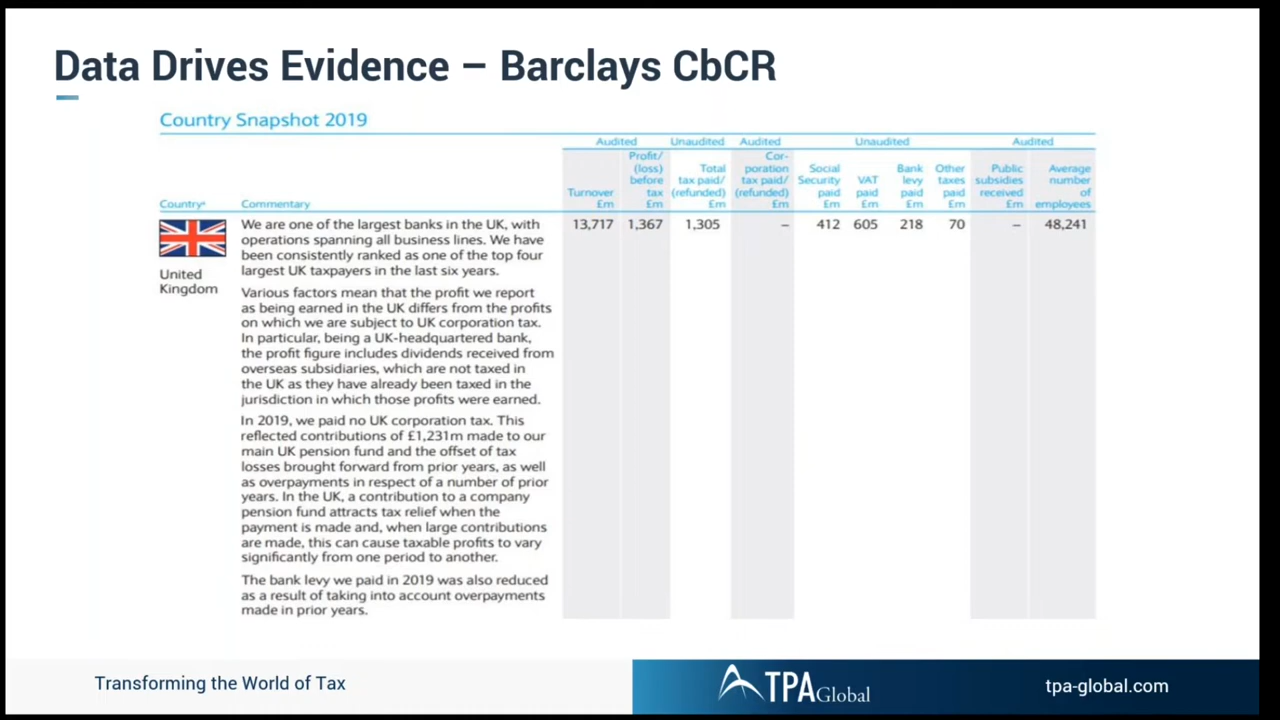 Data Drives Evidence – Barclays CbCR
Country Snapshot 2019
Audited Unaudited Audited Unaudited Audited
Country* Commentary Turnover £m Profit/ (loss) before tax £m Total tax paid/ (refunded) £m Cor- poration tax paid/ (refunded) £m Social Security paid £m VAT paid £m Bank levy paid £m Other taxes paid £m Public subsidies received £m Average number of employees
United
Kingdom
We are one of the largest banks in the UK, with
operations spanning all business lines. We have
been consistently ranked as one of the top four
largest UK taxpayers in the last six years.
13,717 1,367 1,305 – 412 605 218 70 – 48,241
Various factors mean that the profit we report
as being earned in the UK differs from the profits
on which we are subject to UK corporation tax.
In particular, being a UK-headquartered bank,
the profit figure includes dividends received from
overseas subsidiaries, which are not taxed in
the UK as they have already been taxed in the
jurisdiction in which those profits were earned.
In 2019, we paid no UK corporation tax. This
reflected contributions of £1,231m made to our
main UK pension fund and the offset of tax
losses brought forward from prior years, as well
as overpayments in respect of a number of prior
years. In the UK, a contribution to a company
pension fund attracts tax relief when the
payment is made and, when large contributions
are made, this can cause taxable profits to vary
significantly from one period to another.
The bank levy we paid in 2019 was also reduced
as a result of taking into account overpayments
made in prior years.
Transforming the World of Tax
TPA Global
tpa-global.com